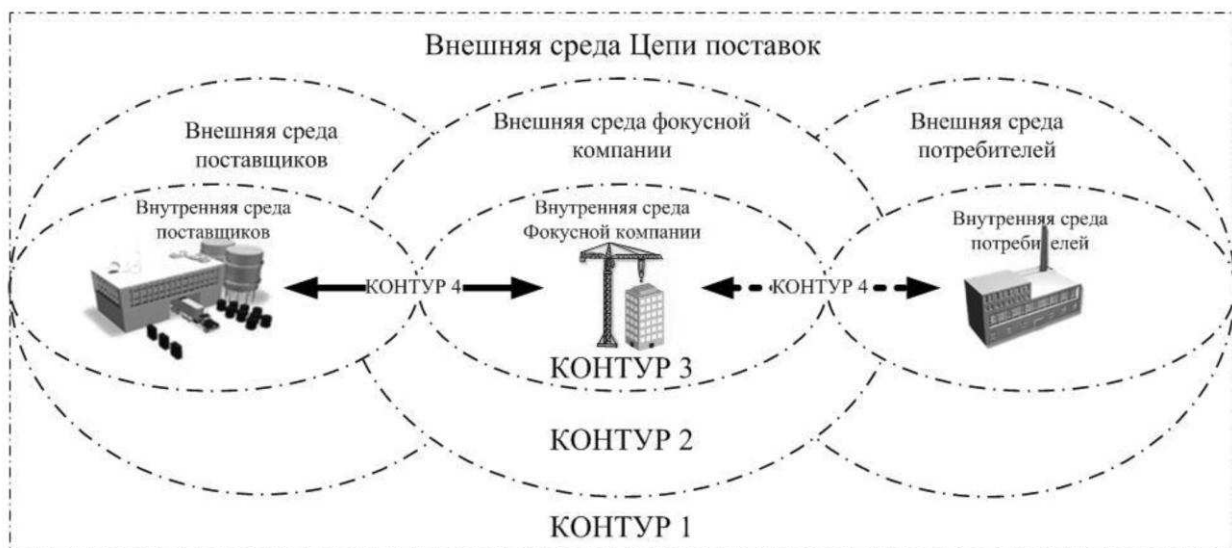 Внешняя среда Цепи поставок
Внешняя среда
поставщиков
Внешняя среда фокусной
компании
Внешняя среда
потребителей
Внутренняя среда
поставщиков
Внутренняя среда
Фокусной компании
Внутренняя среда
потребителей
КОНТУР 4
КОНТУР 4
КОНТУР 3
КОНТУР 2
КОНТУР 1